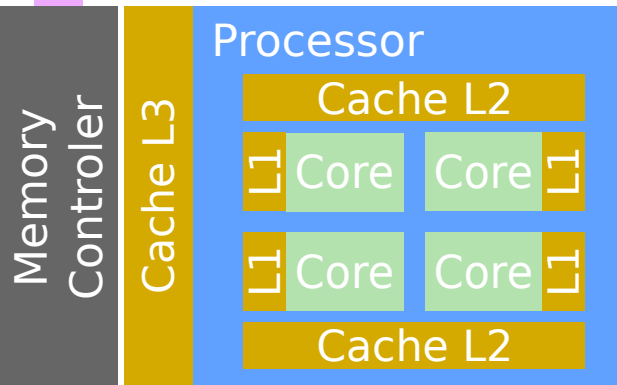 Memory
Controler
Cache L3
Processor
Cache L2
L1 Core
Core L1
L1 Core
Core L1
Cache L2